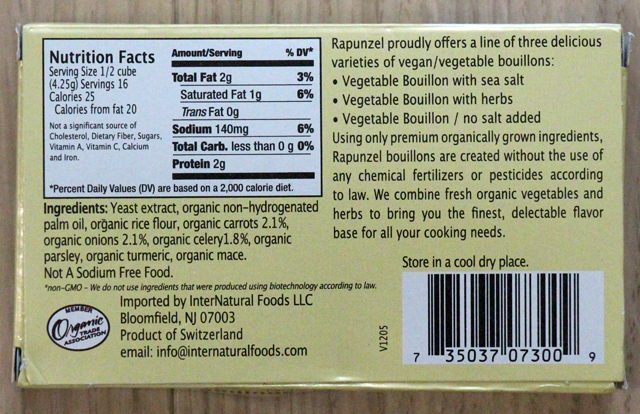 Nutrition Facts
Serving Size 1/2 cube
(4.25g) Servings 16
Calories 25
Calories from fat 20
Not a significant source of
Cholesterol, Dietary Fiber, Sugars,
Vitamin A, Vitamin C, Calcium
and Iron.
Amount/Serving % DV*
Total Fat 2g 3%
Saturated Fat 1g 6%
Trans Fat 0g
Sodium 140mg 6%
Total Carb. less than 0 g 0%
Protein 2g
*Percent Daily Values (DV) are based on a 2,000 calorie diet.
Ingredients: Yeast extract, organic non-hydrogenated
palm oil, organic rice flour, organic carrots 2.1%,
organic onions 2.1%, organic celery1.8%, organic
parsley, organic turmeric, organic mace.
Not A Sodium Free Food.
*non-GMO - We do not use ingredients that were produced using biotechnology according to law.
MEMBER
Organic
TRADE
ASSOCIATION
Imported by InterNatural Foods LLC
Bloomfield, NJ 07003
Product of Switzerland
email: info@internaturalfoods.com
Rapunzel proudly offers a line of three delicious
varieties of vegan/vegetable bouillons:
• Vegetable Bouillon with sea salt
• Vegetable Bouillon with herbs
• Vegetable Bouillon / no salt added
Using only premium organically grown ingredients,
Rapunzel bouillons are created without the use of
any chemical fertilizers or pesticides according
to law. We combine fresh organic vegetables and
herbs to bring you the finest, delectable flavor
base for all your cooking needs.
Store in a cool dry place.
V1205
7 35037 07300 9